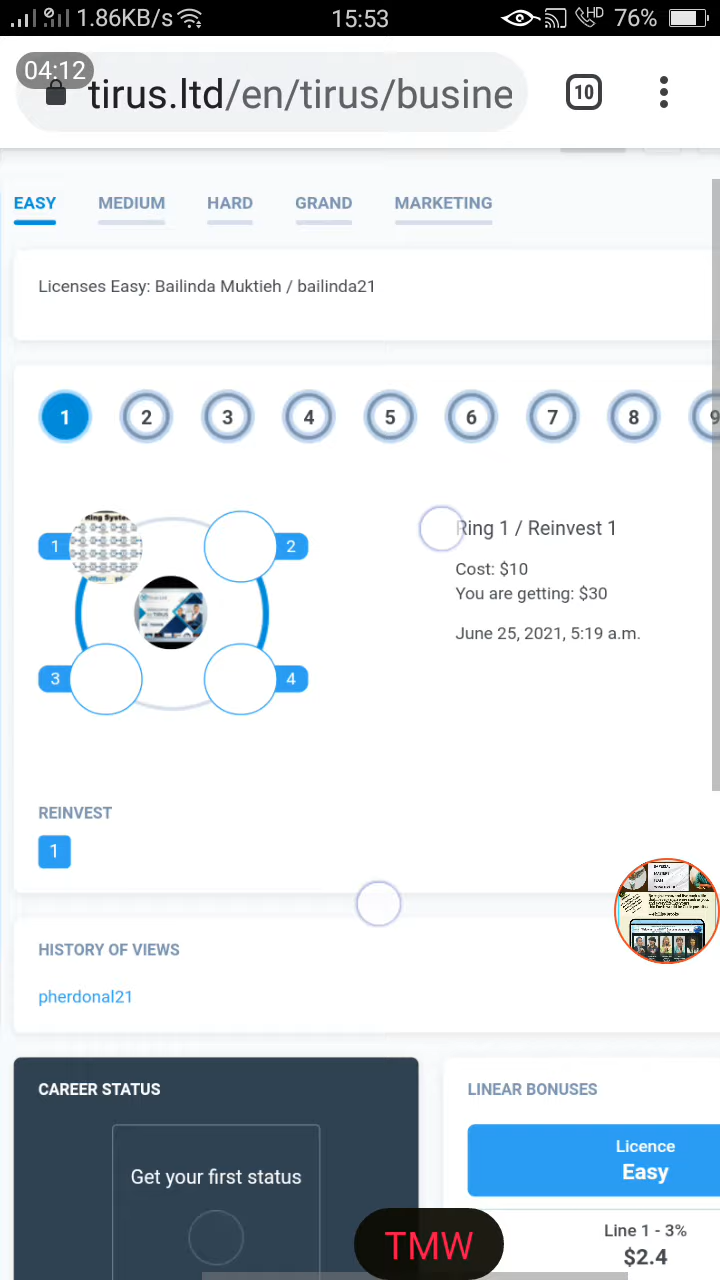 1.86KB/s 15:53 HD 76%
04:12
tirus.ltd/en/tirus/busine
10
EASY MEDIUM HARD GRAND MARKETING
Licenses Easy: Bailinda Muktieh / bailinda21
1 2 3 4 5 6 7 8 9
1 2
3 4
Ring 1 / Reinvest 1
Cost: $10
You are getting: $30
June 25, 2021, 5:19 a.m.
REINVEST
1
HISTORY OF VIEWS
pherdonal21
CAREER STATUS
Get your first status
LINEAR BONUSES
Licence
Easy
Line 1 - 3%
$2.4
TMW